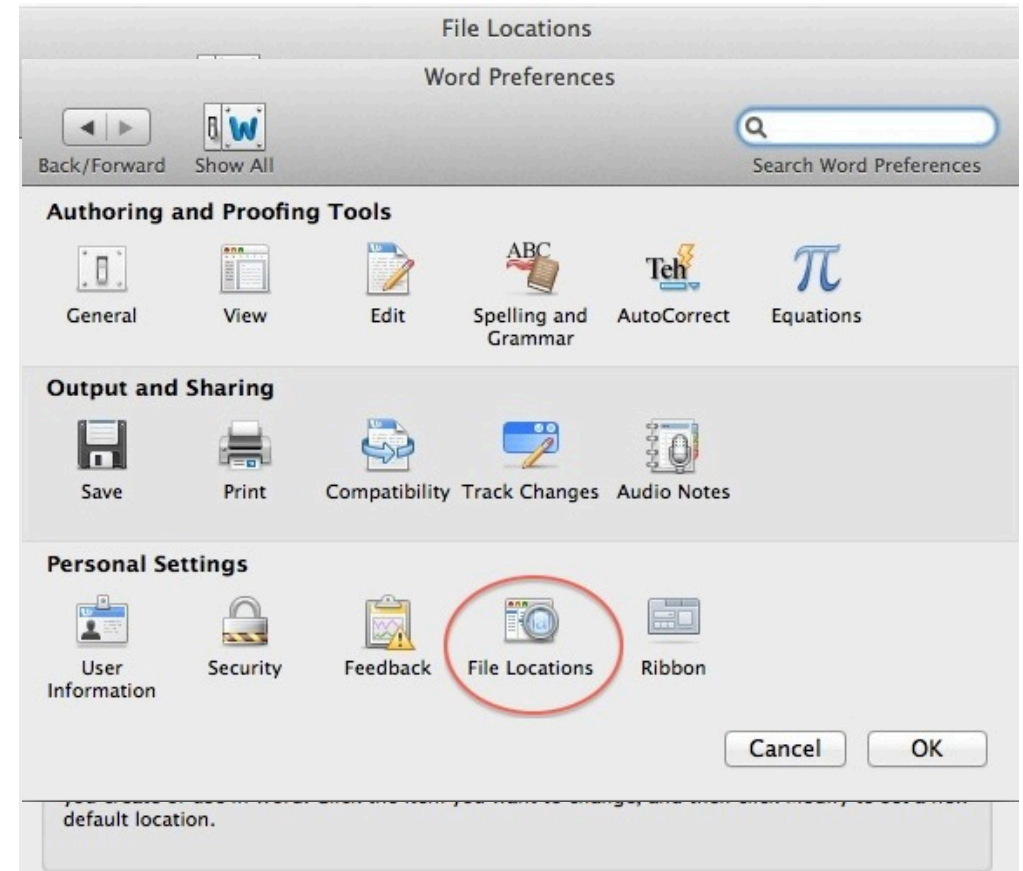 File Locations
Word Preferences
Back/Forward Show All Search Word Preferences
Authoring and Proofing Tools
ABC
Teh
General View Edit Spelling and Grammar AutoCorrect Equations
Output and Sharing
Save Print Compatibility Track Changes Audio Notes
Personal Settings
User Information Security Feedback File Locations Ribbon
Cancel OK
default location.